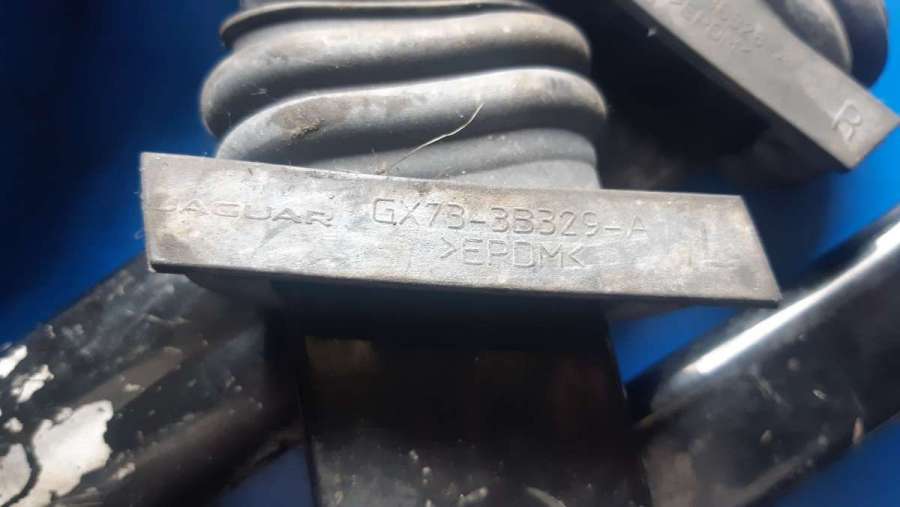 JAGUAR GX73-3B329-A
>EPDM< L
R